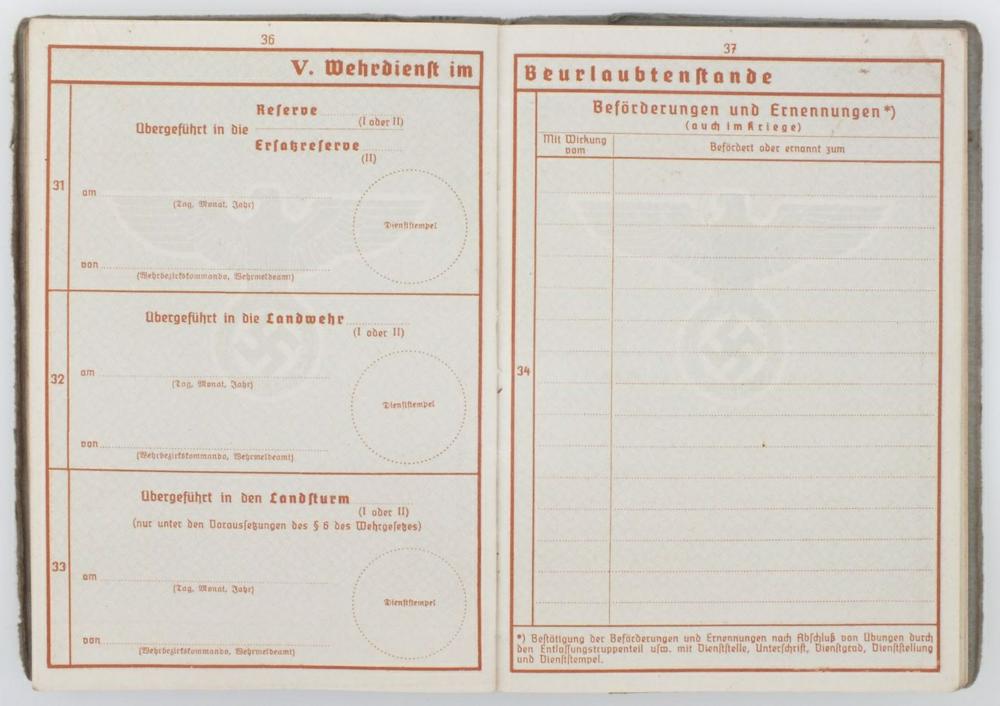 36
V. Wehrdienst im
31
Reserve
Übergeführt in die
(I oder II)
Ersatzreserve
(II)
am
(Tag, Monat, Jahr)
Dienststempel
von
(Wehrbezirkskommando, Wehrmeldeamt)
32
Übergeführt in die Landwehr
(I oder II)
am
(Tag, Monat, Jahr)
Dienststempel
von
(Wehrbezirkskommando, Wehrmeldeamt)
33
Übergeführt in den Landsturm
(I oder II)
(nur unter den Voraussetzungen des § 6 des Wehrgesetzes)
am
(Tag, Monat, Jahr)
Dienststempel
von
(Wehrbezirkskommando, Wehrmeldeamt)
37
Beurlaubtenstande
34
Beförderungen und Ernennungen*)
(auch im Kriege)
Mit Wirkung
vom
Befördert oder ernannt zum
*) Bestätigung der Beförderungen und Ernennungen nach Abschluß von Übungen durch
den Entlassungstruppenteil usw. mit Dienststelle, Unterschrift, Dienstgrad, Dienststellung
und Dienststempel.